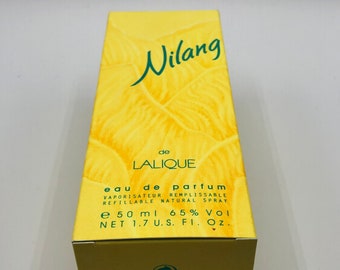 Nilang
de
LALIQUE
eau de parfum
VAPORISATEUR REMPLISSABLE
REFILLABLE NATURAL SPRAY
e 50 ml 65% Vol
NET 1.7 U.S. Fl. Oz.